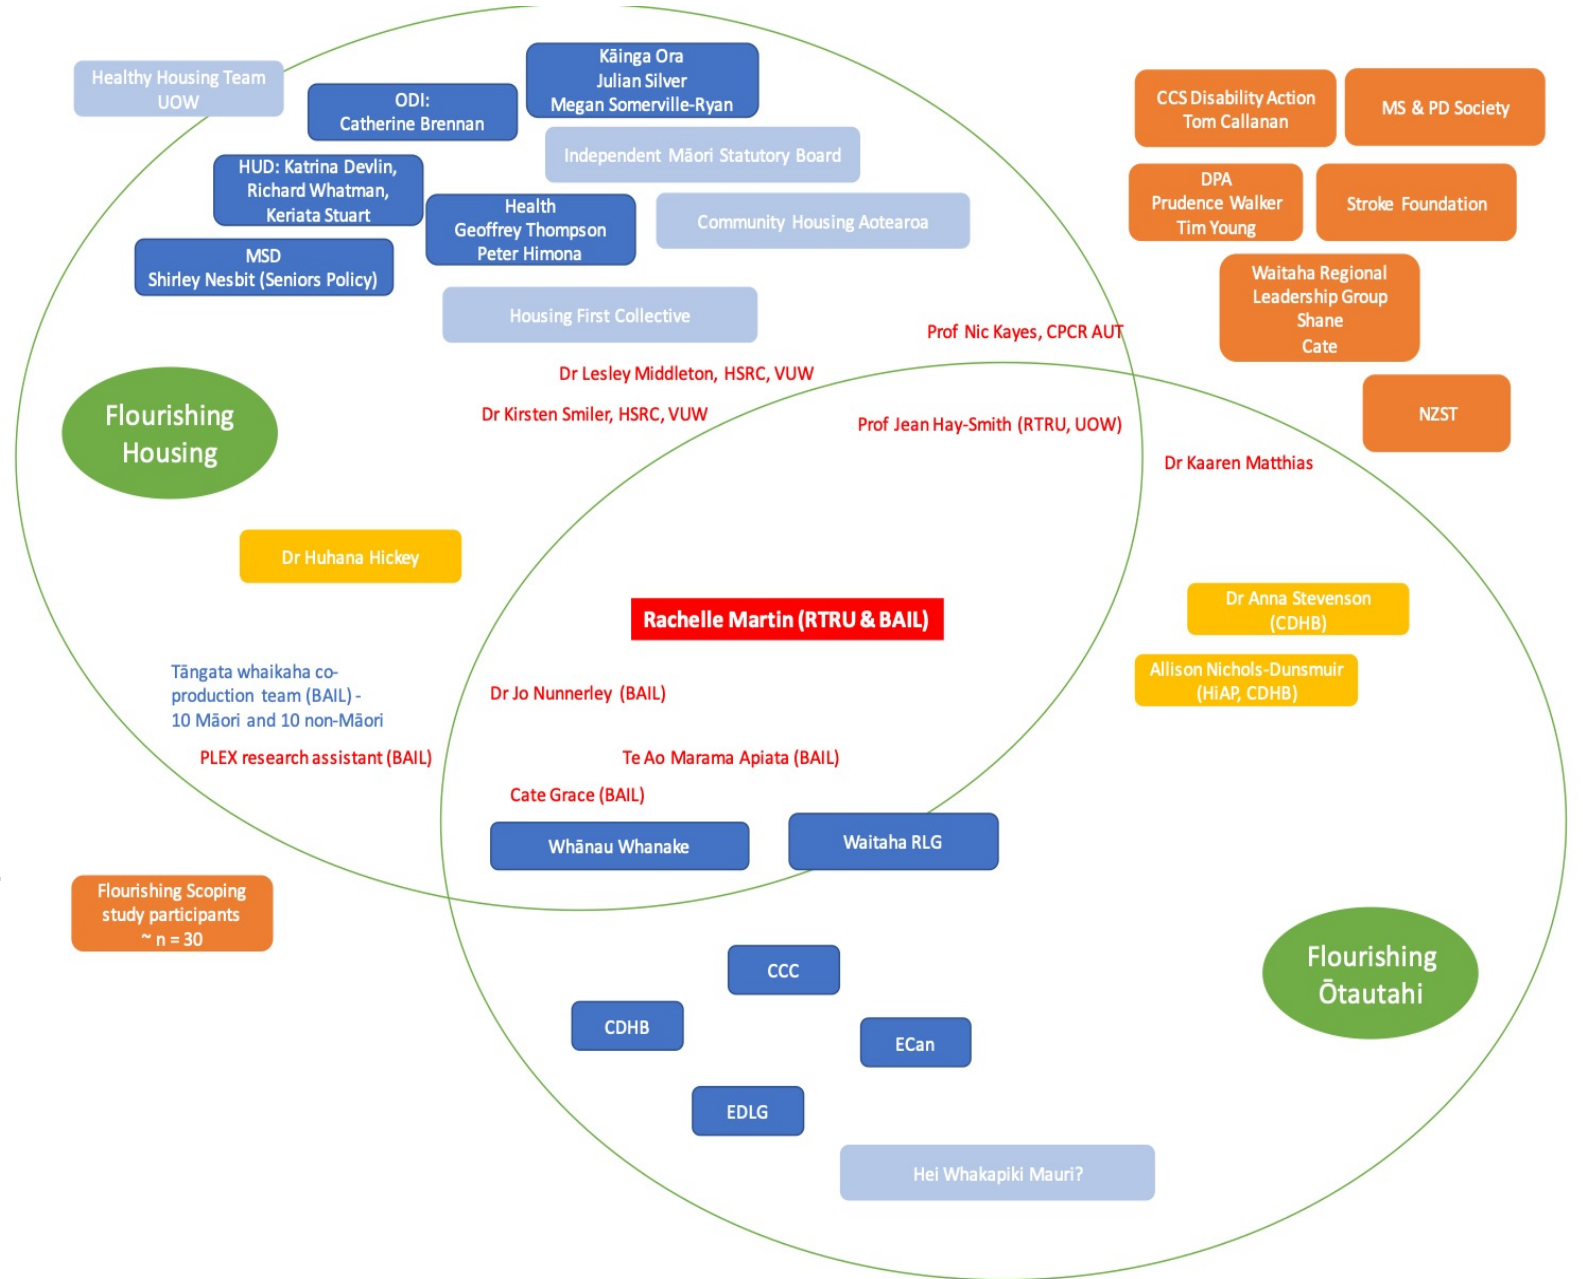 Healthy Housing Team
UOW
ODI:
Catherine Brennan
Kāinga Ora
Julian Silver
Megan Somerville-Ryan
Independent Māori Statutory Board
HUD: Katrina Devlin,
Richard Whatman,
Keriata Stuart
Health
Geoffrey Thompson
Peter Himona
Community Housing Aotearoa
MSD
Shirley Nesbit (Seniors Policy)
Housing First Collective
CCS Disability Action
Tom Callanan
MS & PD Society
DPA
Prudence Walker
Tim Young
Stroke Foundation
Waitaha Regional
Leadership Group
Shane
Cate
NZST
Prof Nic Kayes, CPCR AUT
Dr Lesley Middleton, HSRC, VUW
Dr Kirsten Smiler, HSRC, VUW
Prof Jean Hay-Smith (RTRU, UOW)
Dr Kaaren Matthias
Flourishing
Housing
Dr Huhana Hickey
Rachelle Martin (RTRU & BAIL)
Dr Anna Stevenson
(CDHB)
Allison Nichols-Dunsmuir
(HiAP, CDHB)
Tāngata whaikaha co-
production team (BAIL) -
10 Māori and 10 non-Māori
PLEX research assistant (BAIL)
Dr Jo Nunnerley (BAIL)
Te Ao Marama Apiata (BAIL)
Cate Grace (BAIL)
Whānau Whanake
Waitaha RLG
Flourishing Scoping
study participants
~ n = 30
CCC
CDHB
ECan
EDLG
Flourishing
Ōtautahi
Hei Whakapiki Mauri?